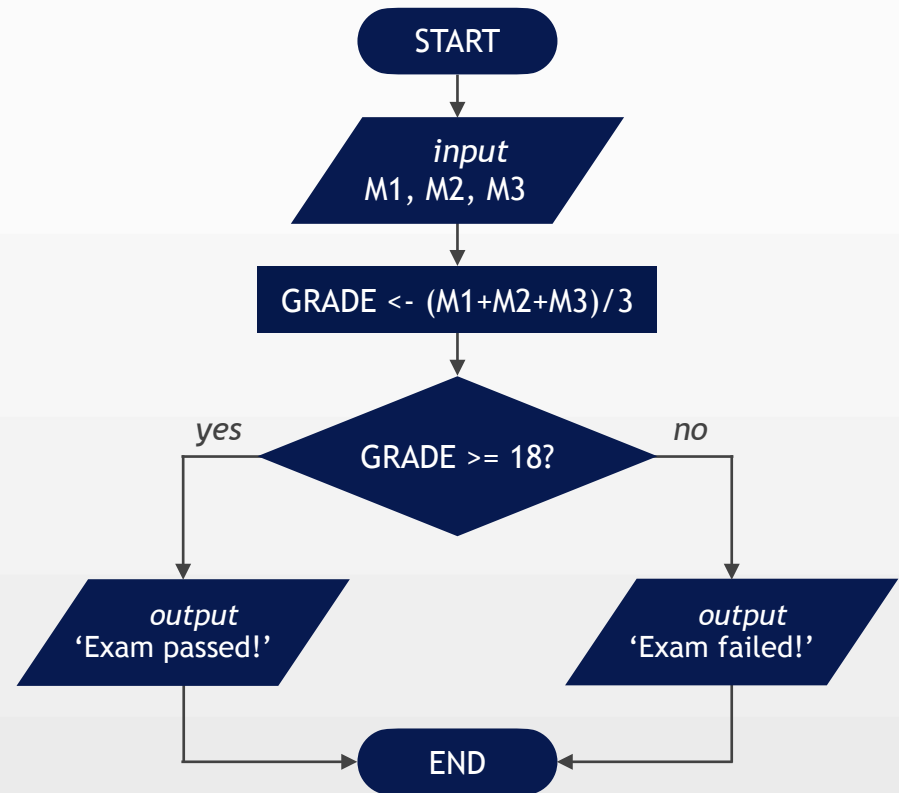 START
input
M1, M2, M3
GRADE <- (M1+M2+M3)/3
yes
no
GRADE >= 18?
output
‘Exam passed!’
output
‘Exam failed!’
END